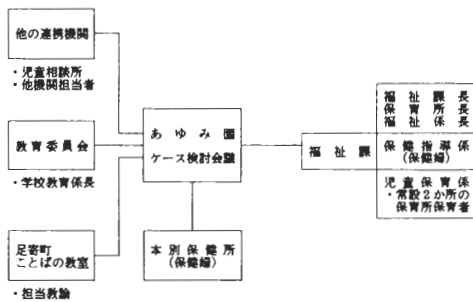 他の連携機関
・児童相談所
・他機関担当者
教育委員会
・学校教育係長
足寄町
ことばの教室
・担当教諭
あゆみ園
ケース検討会議
本別保健所
(保健婦)
福祉課
福祉課長
保育所長
福祉係長
保健指導係
(保健婦)
児童保育係
・常設2か所の
保育所保育者